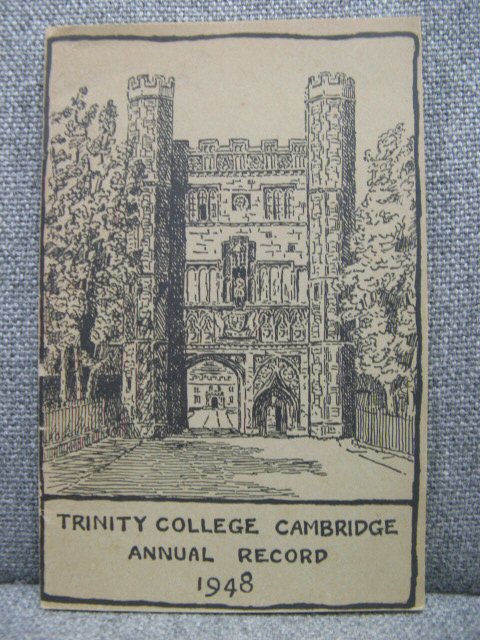 TRINITY COLLEGE CAMBRIDGE
ANNUAL RECORD
1948